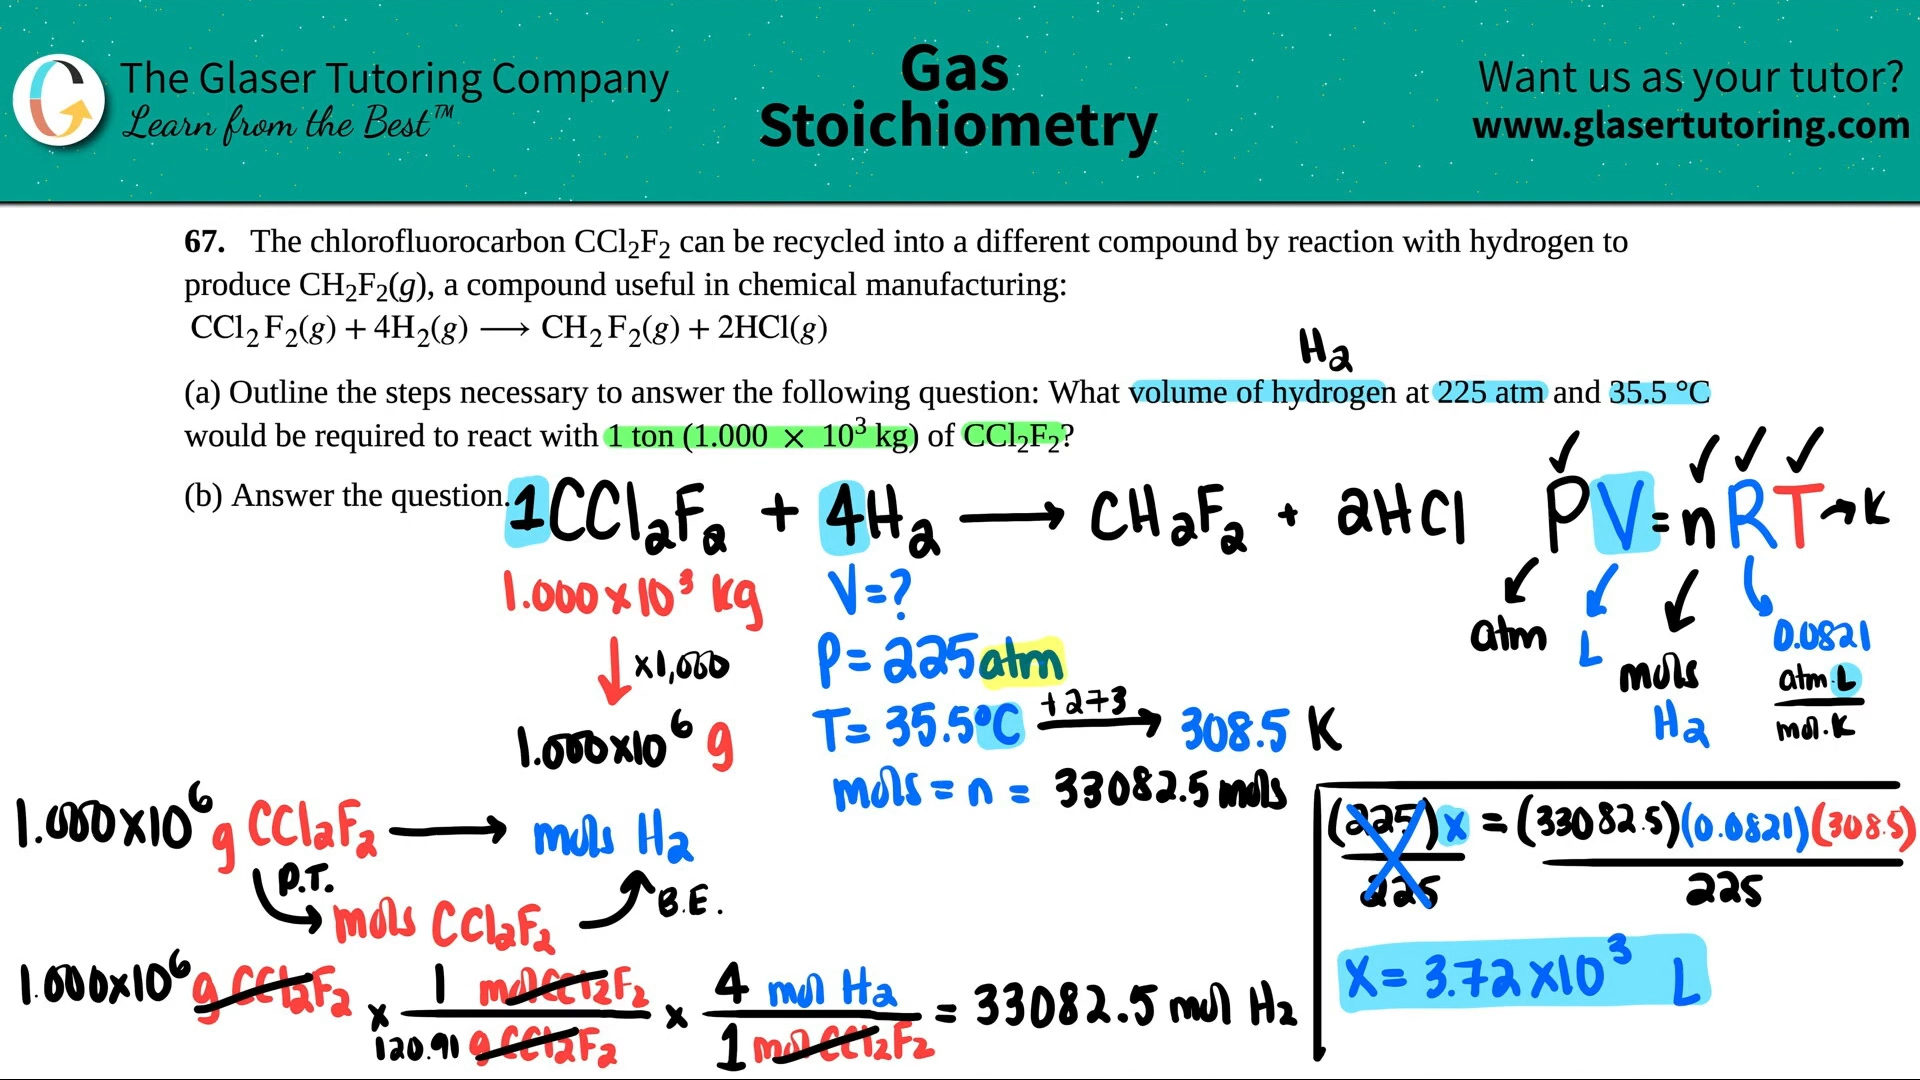 The Glaser Tutoring Company
Learn from the Best™
Gas
Stoichiometry
Want us as your tutor?
www.glasertutoring.com
67. The chlorofluorocarbon CCl₂F₂ can be recycled into a different compound by reaction with hydrogen to
produce CH₂F₂(g), a compound useful in chemical manufacturing:
CCl₂F₂(g) + 4H₂(g) ⟶ CH₂F₂(g) + 2HCl(g)
H₂
(a) Outline the steps necessary to answer the following question: What volume of hydrogen at 225 atm and 35.5 °C
would be required to react with 1 ton (1.000 × 10³ kg) of CCl₂F₂?
(b) Answer the question.
1CCl₂F₂ + 4H₂ ⟶ CH₂F₂ + 2HCl
PV = nRT → K
1.000×10³ kg
V=?
atm
L
mols
H₂
0.0821
atm·L
mol·K
×1,000
P= 225 atm
1.000×10⁶ g
T= 35.5°C
+273
308.5 K
mols = n = 33082.5 mols
1.000×10⁶ g CCl₂F₂ ⟶ mols H₂
P.T.
mols CCl₂F₂
B.E.
1.000×10⁶ g CCl₂F₂ × 1 mol CCl₂F₂ × 4 mol H₂ = 33082.5 mol H₂
120.91 g CCl₂F₂
1 mol CCl₂F₂
(225)x = (33082.5)(0.0821)(308.5)
225
225
X= 3.72 ×10³ L